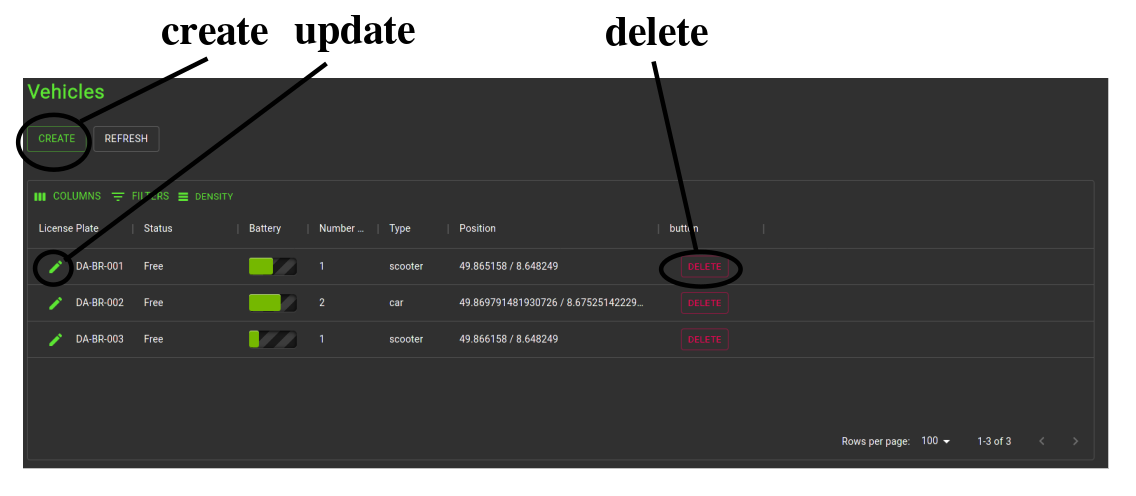 create update delete
Vehicles
CREATE REFRESH
COLUMNS FILTERS DENSITY
License Plate Status Battery Number ... Type Position button
DA-BR-001 Free 1 scooter 49.865158 / 8.648249 DELETE
DA-BR-002 Free 2 car 49.869791481930726 / 8.67525142229... DELETE
DA-BR-003 Free 1 scooter 49.866158 / 8.648249 DELETE
Rows per page: 100 1-3 of 3